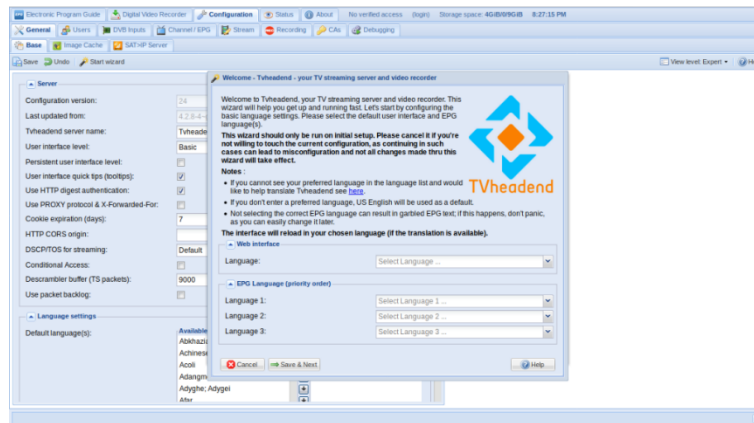 Electronic Program Guide Digital Video Recorder Configuration Status About No verified access (login) Storage space: 8:27:15 PM
General Users DVB Inputs Channel / EPG Stream Recording CAs Debugging
Base Image Cache SAT>IP Server
Save Undo Start wizard View level: Expert
Server
Configuration version: 24
Last updated from:
Tvheadend server name: Tvheade
User interface level: Basic
Persistent user interface level:
User interface quick tips (tooltips):
Use HTTP digest authentication:
Use PROXY protocol & X-Forwarded-For:
Cookie expiration (days): 7
HTTP CORS origin:
DSCP/TOS for streaming: Default
Conditional Access:
Descrambler buffer (TS packets): 9000
Use packet backlog:
Language settings
Default language(s): Available
Abkhazia
Achinese
Acoli
Adangm
Adyghe; Adygei
Afar
Welcome - Tvheadend - your TV streaming server and video recorder
Welcome to Tvheadend, your TV streaming server and video recorder. This
wizard will help you get up and running fast. Let's start by configuring the
basic language settings. Please select the default user interface and EPG
language(s).
This wizard should only be run on initial setup. Please cancel it if you're
not willing to touch the current configuration, as continuing in such
cases can lead to misconfiguration and not all changes made thru this
wizard will take effect.
Notes :
• If you cannot see your preferred language in the language list and would
like to help translate Tvheadend see here.
• If you don't enter a preferred language, US English will be used as a default.
• Not selecting the correct EPG language can result in garbled EPG text; if this happens, don't panic,
as you can easily change it later.
The interface will reload in your chosen language (if the translation is available).
TVheadend
Web interface
Language: Select Language ...
EPG Language (priority order)
Language 1: Select Language 1 ...
Language 2: Select Language 2 ...
Language 3: Select Language 3 ...
Cancel Save & Next Help